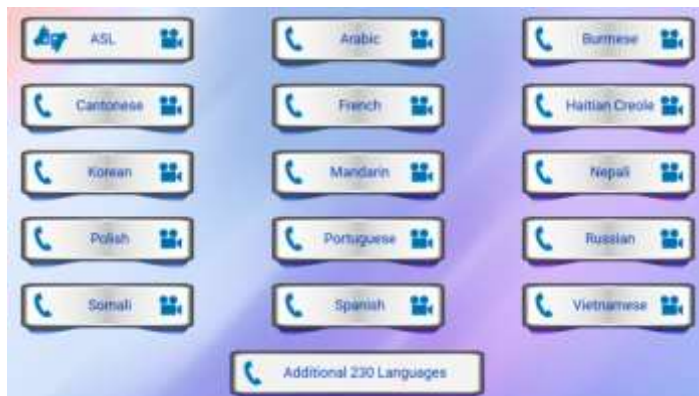 ASL
Arabic
Burmese
Cantonese
French
Haitian Creole
Korean
Mandarin
Nepali
Polish
Portuguese
Russian
Somali
Spanish
Vietnamese
Additional 230 Languages